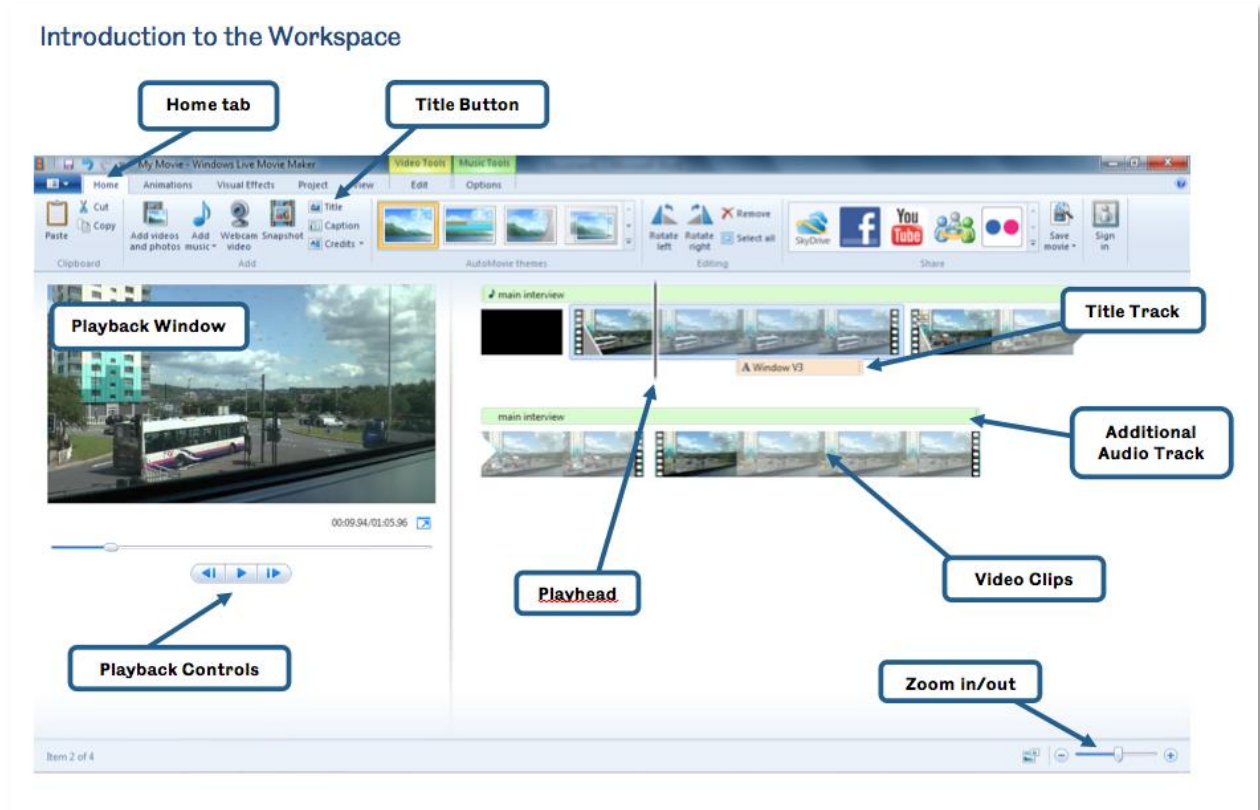 Introduction to the Workspace
Home tab
Title Button
My Movie - Windows Live Movie Maker
Video Tools
Music Tools
Home
Animations
Visual Effects
Project
View
Edit
Options
Paste
Cut
Copy
Clipboard
Add videos
and photos
Add
music
Webcam
video
Snapshot
Title
Caption
Credits
Add
AutoMovie themes
Rotate
left
Rotate
right
Remove
Select all
Editing
SkyDrive
f
You
Tube
Share
Save
movie
Sign
in
Playback Window
main interview
Title Track
A Window V3
main interview
Additional
Audio Track
00:09.94/01:05.96
Playhead
Video Clips
Playback Controls
Zoom in/out
Item 2 of 4